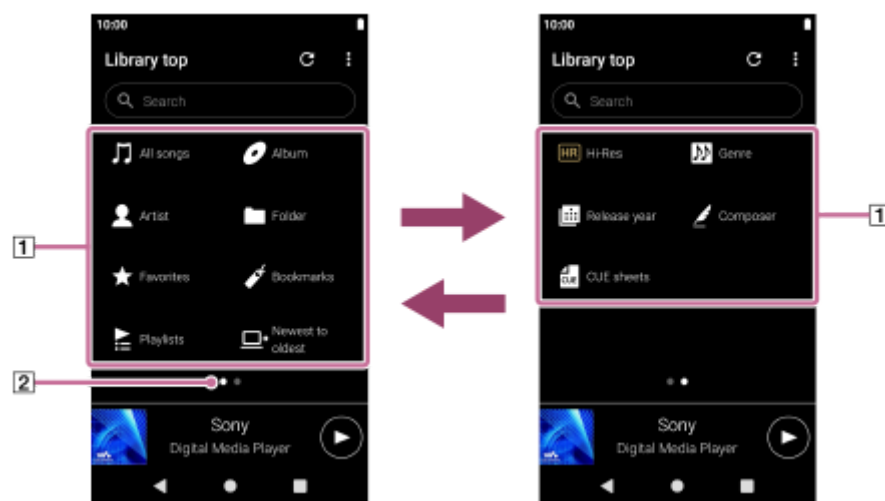 10:00
Library top
Search
All songs
Album
Artist
Folder
Favorites
Bookmarks
Playlists
Newest to
oldest
1
2
Sony
Digital Media Player
10:00
Library top
Search
HR Hi-Res
Genre
Release year
Composer
CUE CUE sheets
1
Sony
Digital Media Player